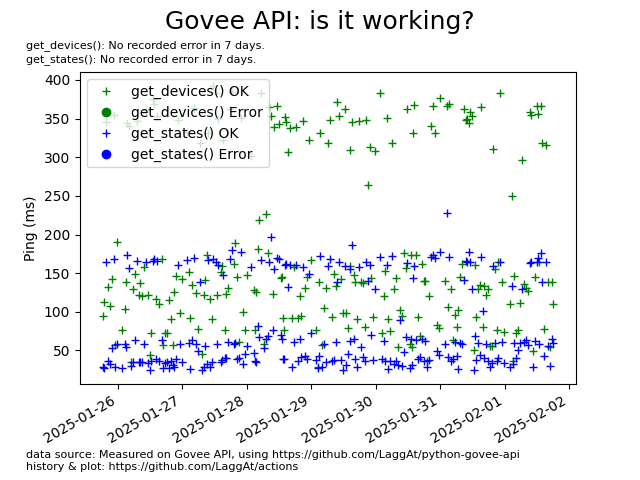 Govee API: is it working?
get_devices(): No recorded error in 7 days.
get_states(): No recorded error in 7 days.
400
350
300
250
200
150
100
50
Ping (ms)
get_devices() OK
get_devices() Error
get_states() OK
get_states() Error
2025-01-26
2025-01-27
2025-01-28
2025-01-29
2025-01-30
2025-01-31
2025-02-01
2025-02-02
data source: Measured on Govee API, using https://github.com/LaggAt/python-govee-api
history & plot: https://github.com/LaggAt/actions